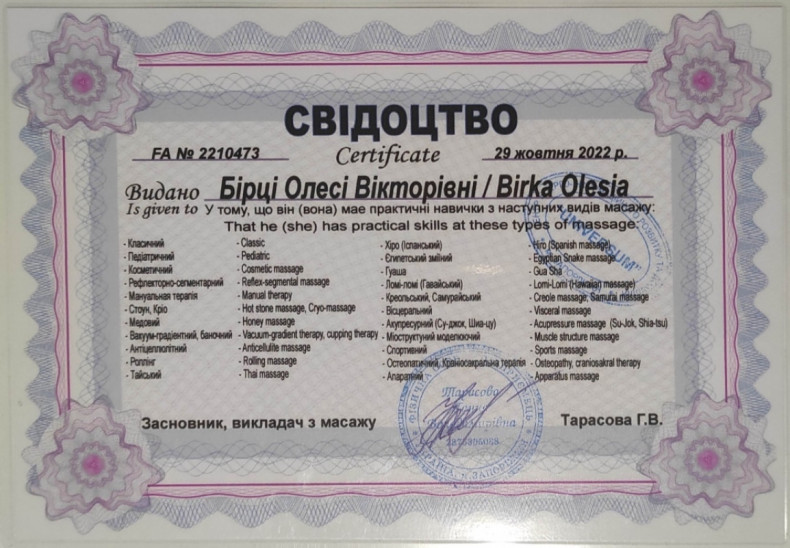 СВІДОЦТВО
FA № 2210473 Certificate 29 жовтня 2022 р.
Видано Бірці Олесі Вікторівні / Birka Olesia
Is given to У тому, що він (вона) має практичні навички з наступних видів масажу:
That he (she) has practical skills at these types of massage:
- Класичний - Classic - Хіро (Іспанський) - Hiro (Spanish massage)
- Педіатричний - Pediatric - Єгипетський зміїний - Egyptian Snake massage
- Косметичний - Cosmetic massage - Гуаша - Gua Sha
- Рефлекторно-сегментарний - Reflex-segmental massage - Ломі-ломі (Гавайський) - Lomi-Lomi (Hawaiian massage)
- Мануальна терапія - Manual therapy - Креольський, Самурайський - Creole massage, Samurai massage
- Стоун, Кріо - Hot stone massage, Cryo-massage - Вісцеральний - Visceral massage
- Медовий - Honey massage - Акупресурний (Су-джок, Шиа-цу) - Acupressure massage (Su-Jok, Shia-tsu)
- Вакуум-градієнтний, баночний - Vacuum-gradient therapy, cupping therapy - Міоструктурний моделюючий - Muscle structure massage
- Антіцеллюлітний - Anticellulite massage - Спортивний - Sports massage
- Роллінг - Rolling massage - Остеопатичний, Краніосакральна терапія - Osteopathy, craniosakral therapy
- Тайський - Thai massage - Апаратний - Apparatus massage
Засновник, викладач з масажу Тарасова Г.В.
"UNIVERSUM"
Тарасова